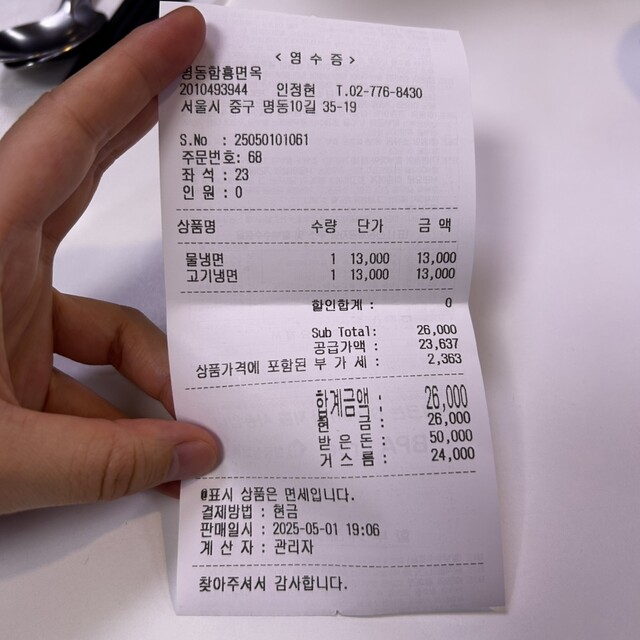 < 영 수 증 >
명동함흥면옥
2010493944 인정현 T.02-776-8430
서울시 중구 명동10길 35-19
S.No : 25050101061
주문번호: 68
좌 석 : 23
인 원 : 0
상품명 수량 단가 금 액
물냉면 1 13,000 13,000
고기냉면 1 13,000 13,000
할인합계 : 0
Sub Total: 26,000
공급가액 : 23,637
상품가격에 포함된 부 가 세 : 2,363
합계금액 : 26,000
현 금 : 26,000
받 은 돈 : 50,000
거 스 름 : 24,000
@표시 상품은 면세입니다.
결제방법 : 현금
판매일시 : 2025-05-01 19:06
계 산 자 : 관리자
찾아주셔서 감사합니다.